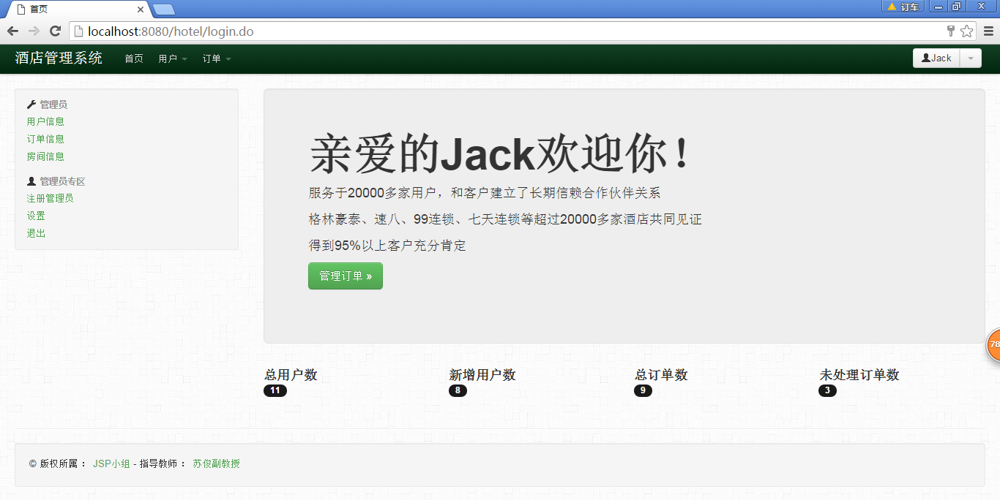 首页
订车
localhost:8080/hotel/login.do
酒店管理系统 首页 用户 订单 Jack
管理员
用户信息
订单信息
房间信息
管理员专区
注册管理员
设置
退出
亲爱的Jack欢迎你！
服务于20000多家用户，和客户建立了长期信赖合作伙伴关系
格林豪泰、速八、99连锁、七天连锁等超过20000多家酒店共同见证
得到95%以上客户充分肯定
管理订单 »
78
总用户数 新增用户数 总订单数 未处理订单数
11 8 9 3
© 版权所属 ： JSP小组 - 指导教师 ： 苏俊副教授